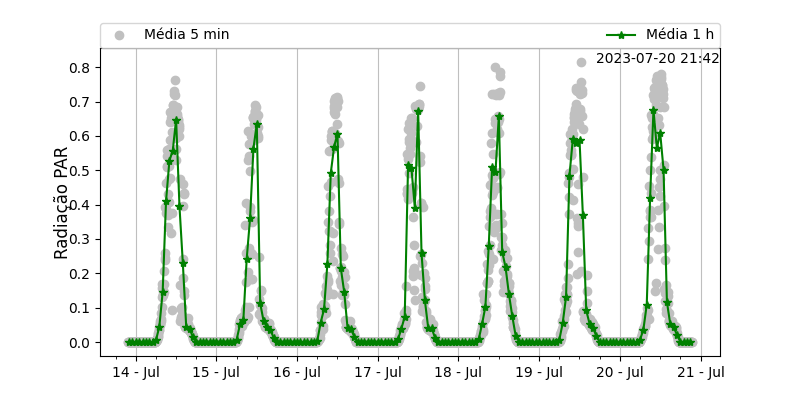 Média 5 min
Média 1 h
2023-07-20 21:42
Radiação PAR
0.8
0.7
0.6
0.5
0.4
0.3
0.2
0.1
0.0
14 - Jul
15 - Jul
16 - Jul
17 - Jul
18 - Jul
19 - Jul
20 - Jul
21 - Jul